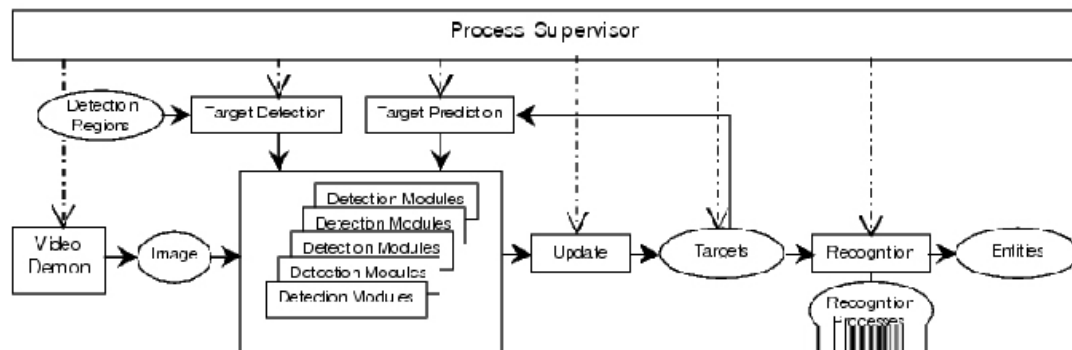 Process Supervisor
Detection
Regions
Target Detection
Target Prediction
Detection Modules
Detection Modules
Detection Modules
Detection Modules
Detection Modules
Video
Demon
Image
Update
Targets
Recognition
Entities
Recognition
Processes